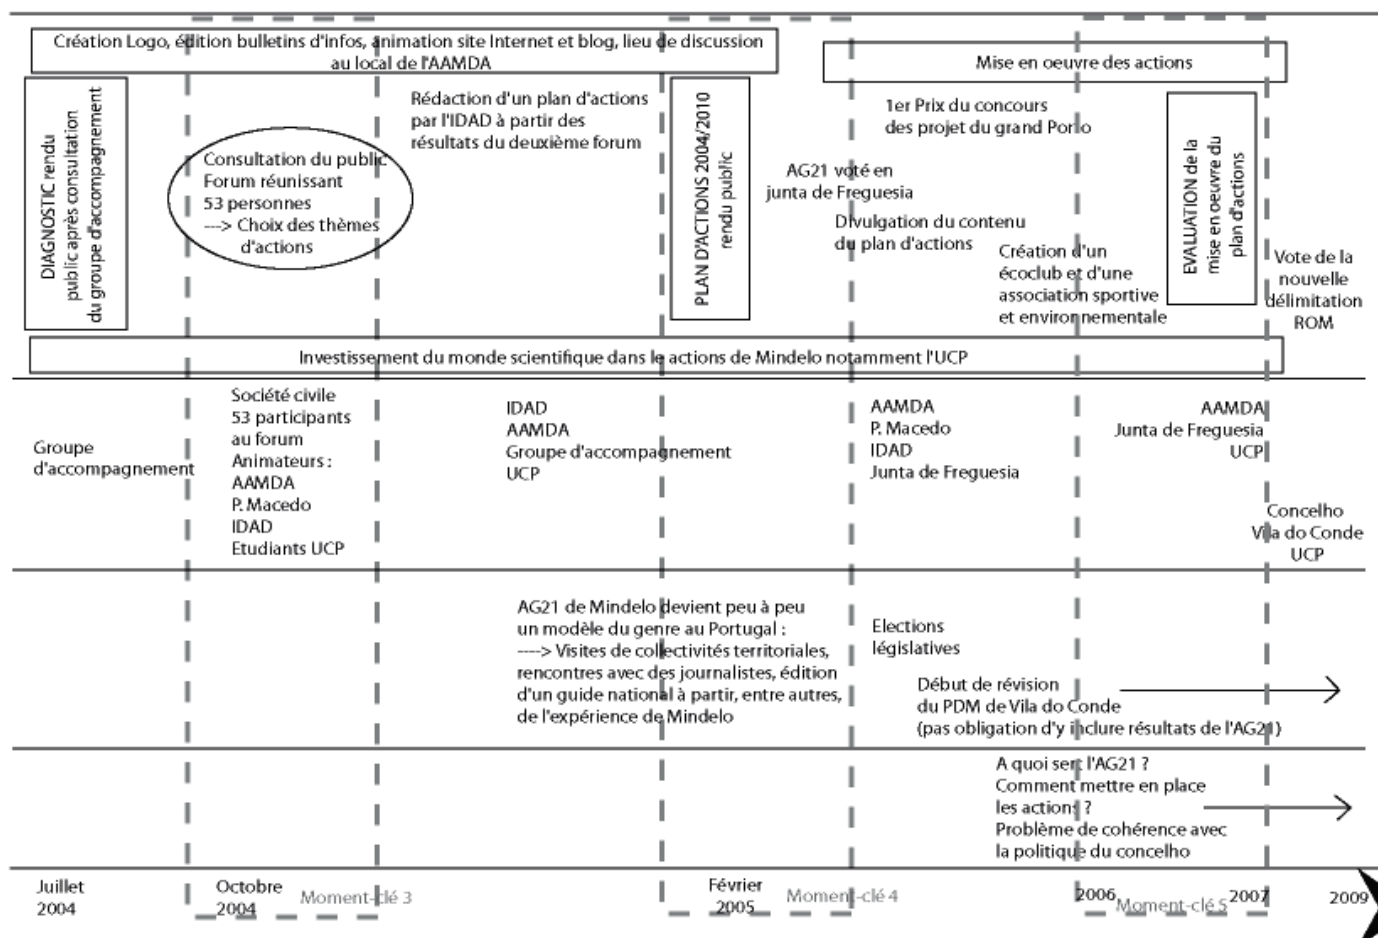 Création Logo, édition bulletins d'infos, animation site Internet et blog, lieu de discussion
au local de l'AAMDA
Mise en oeuvre des actions
DIAGNOSTIC rendu
public après consultation
du groupe d'accompagnement
Consultation du public
Forum réunissant
53 personnes
---> Choix des thèmes
d'actions
Rédaction d'un plan d'actions
par l'IDAD à partir des
résultats du deuxième forum
PLAN D'ACTIONS 2004/2010
rendu public
AG21 voté en
junta de Freguesia
1er Prix du concours
des projet du grand Porto
Divulgation du contenu
du plan d'actions
Création d'un
écoclub et d'une
association sportive
et environnementale
EVALUATION de la
mise en oeuvre du
plan d'actions
Vote de la
nouvelle
délimitation
ROM
Investissement du monde scientifique dans le actions de Mindelo notamment l'UCP
Groupe
d'accompagnement
Société civile
53 participants
au forum
Animateurs :
AAMDA
P. Macedo
IDAD
Etudiants UCP
IDAD
AAMDA
Groupe d'accompagnement
UCP
AAMDA
P. Macedo
IDAD
Junta de Freguesia
AAMDA
Junta de Freguesia
UCP
Concelho
Vila do Conde
UCP
AG21 de Mindelo devient peu à peu
un modèle du genre au Portugal :
----> Visites de collectivités territoriales,
rencontres avec des journalistes, édition
d'un guide national à partir, entre autres,
de l'expérience de Mindelo
Elections
législatives
Début de révision
du PDM de Vila do Conde
(pas obligation d'y inclure résultats de l'AG21)
A quoi sert l'AG21 ?
Comment mettre en place
les actions ?
Problème de cohérence avec
la politique du concelho
Juillet
2004
Octobre
2004
Moment-clé 3
Février
2005
Moment-clé 4
2006
Moment-clé 5
2007
2009